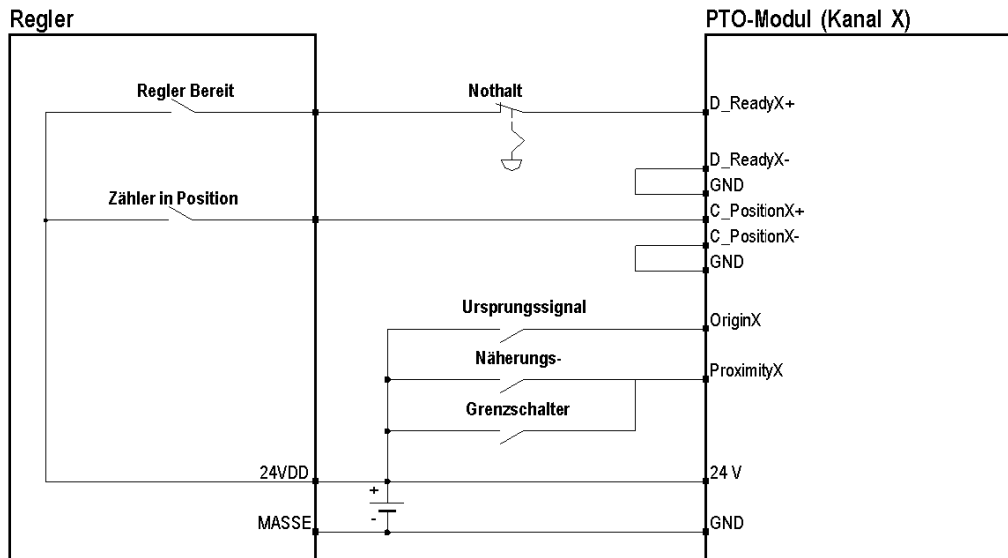 Regler
PTO-Modul (Kanal X)
Regler Bereit
Nothalt
D_ReadyX+
D_ReadyX-
GND
Zähler in Position
C_PositionX+
C_PositionX-
GND
Ursprungssignal
OriginX
Näherungs-
ProximityX
Grenzschalter
24VDD
+
24 V
-
MASSE
GND